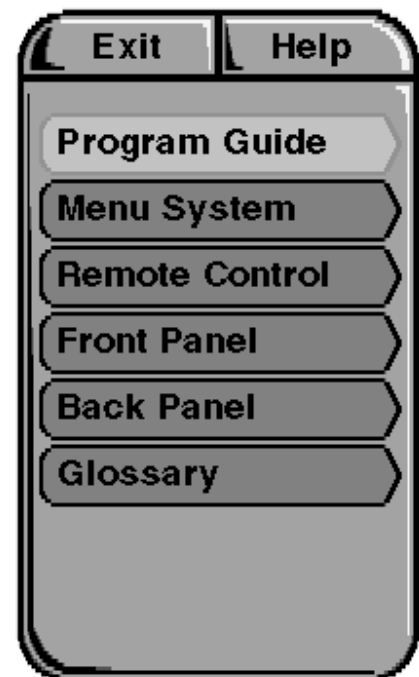 Exit Help
Program Guide
Menu System
Remote Control
Front Panel
Back Panel
Glossary